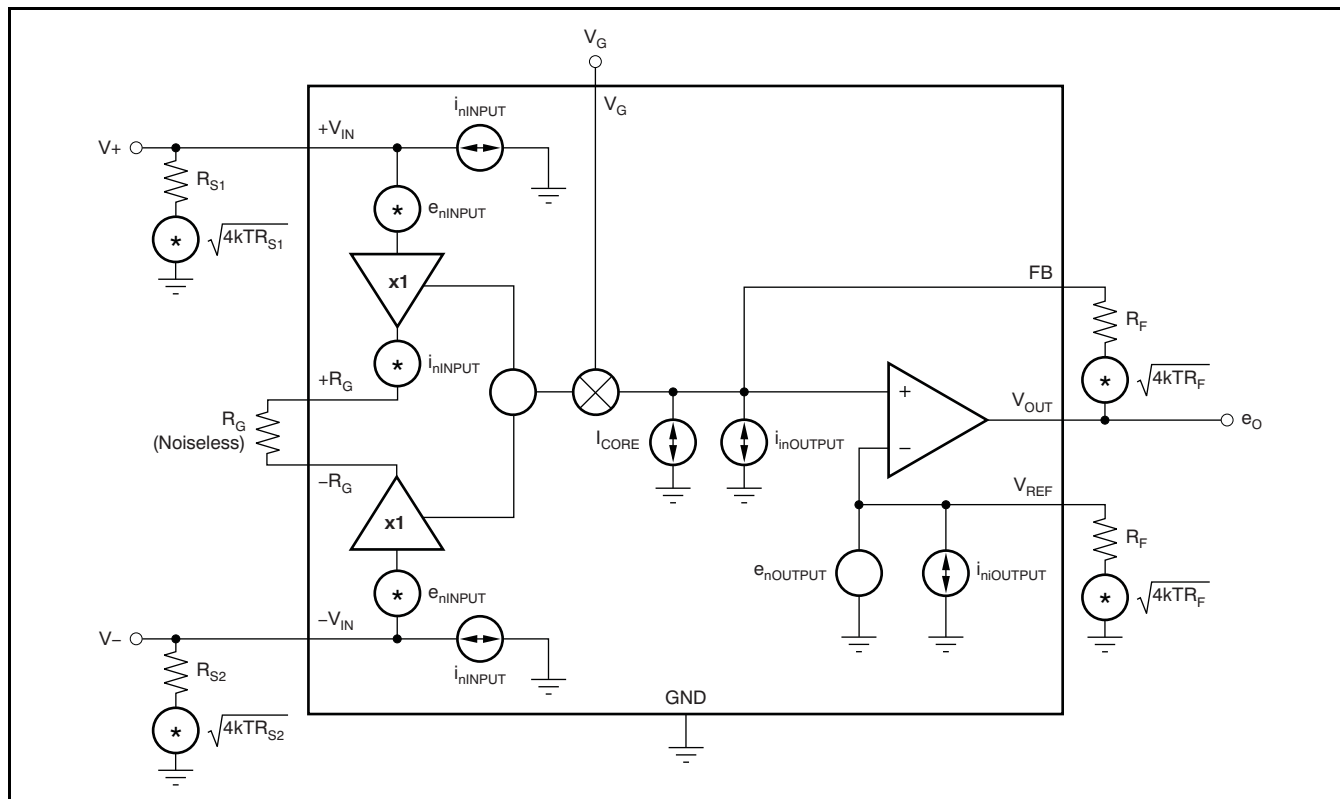 V_G
V_G
i_nINPUT
+V_IN
V+
R_S1
* e_nINPUT
* √4kTR_S1
x1
FB
R_F
* i_nINPUT
+R_G
* √4kTR_F
R_G
(Noiseless)
+
V_OUT
e_O
I_CORE
i_inOUTPUT
−R_G
−
V_REF
x1
R_F
e_nOUTPUT
i_niOUTPUT
* e_nINPUT
* √4kTR_F
−V_IN
V−
R_S2
i_nINPUT
GND
* √4kTR_S2